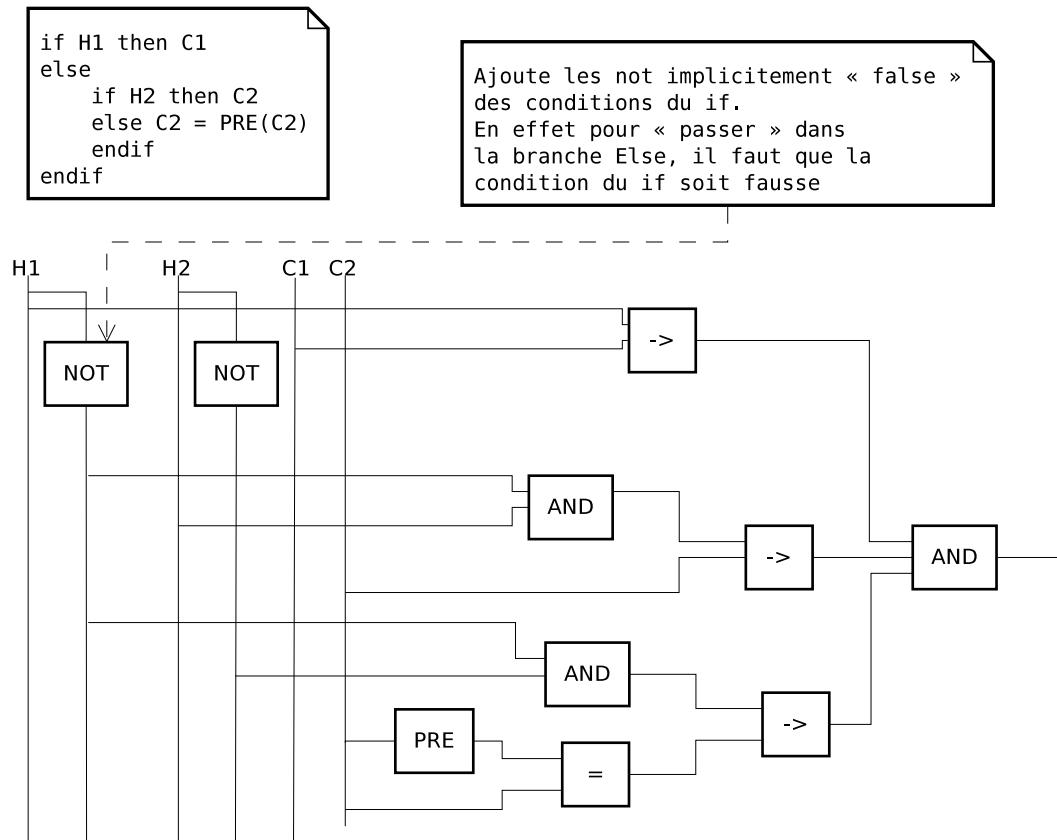 if H1 then C1
else
if H2 then C2
else C2 = PRE(C2)
endif
endif
Ajoute les not implicitement « false »
des conditions du if.
En effet pour « passer » dans
la branche Else, il faut que la
condition du if soit fausse
H1 H2 C1 C2
->
NOT NOT
AND
-> AND
AND
->
PRE
=